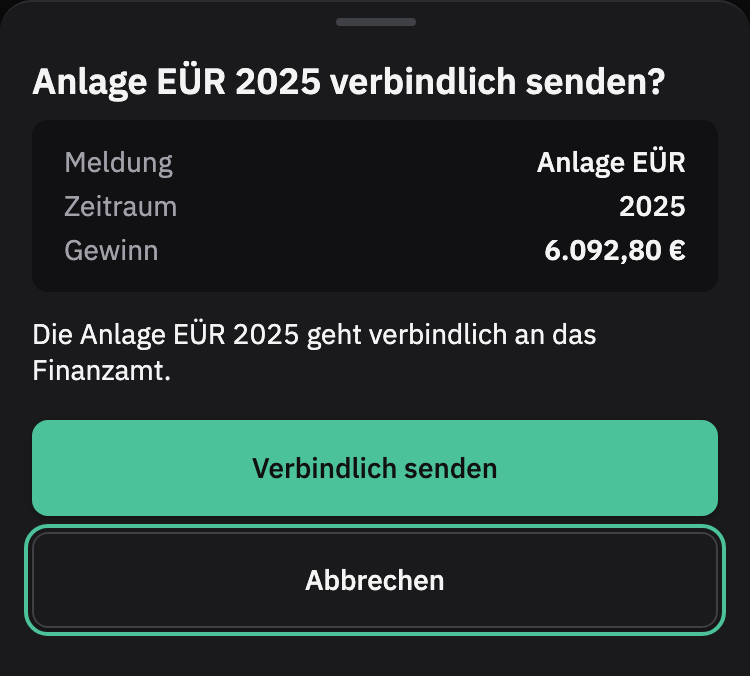 Anlage EÜR 2025 verbindlich senden?
Meldung Anlage EÜR
Zeitraum 2025
Gewinn 6.092,80 €
Die Anlage EÜR 2025 geht verbindlich an das
Finanzamt.
Verbindlich senden
Abbrechen